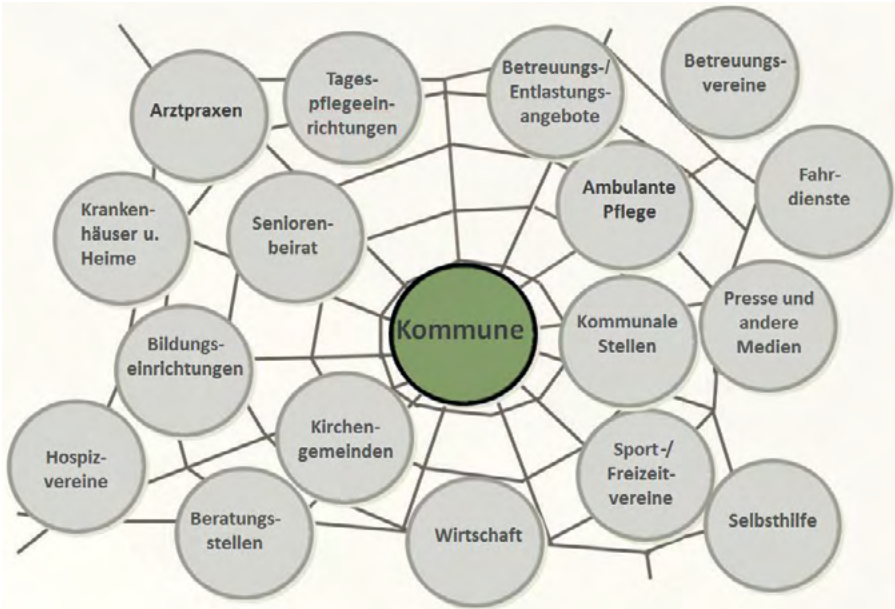 Arztpraxen
Tages-
pflegeein-
richtungen
Betreuungs-/
Entlastungs-
angebote
Betreuungs-
vereine
Kranken-
häuser u.
Heime
Senioren-
beirat
Ambulante
Pflege
Fahr-
dienste
Bildungs-
einrichtungen
Kommune
Kommunale
Stellen
Presse und
andere
Medien
Hospiz-
vereine
Kirchen-
gemeinden
Sport-/
Freizeit-
vereine
Beratungs-
stellen
Wirtschaft
Selbsthilfe